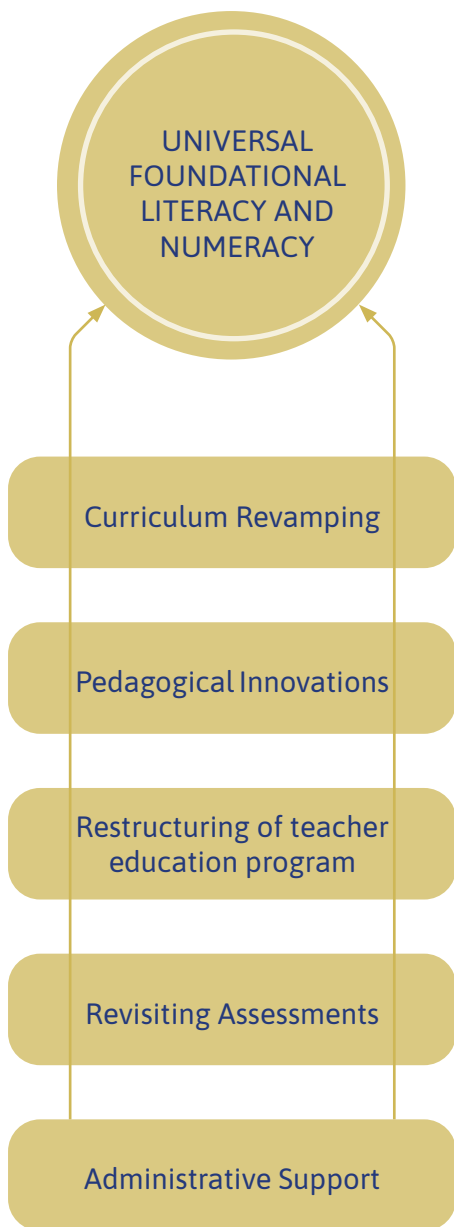 UNIVERSAL
FOUNDATIONAL
LITERACY AND
NUMERACY
Curriculum Revamping
Pedagogical Innovations
Restructuring of teacher
education program
Revisiting Assessments
Administrative Support